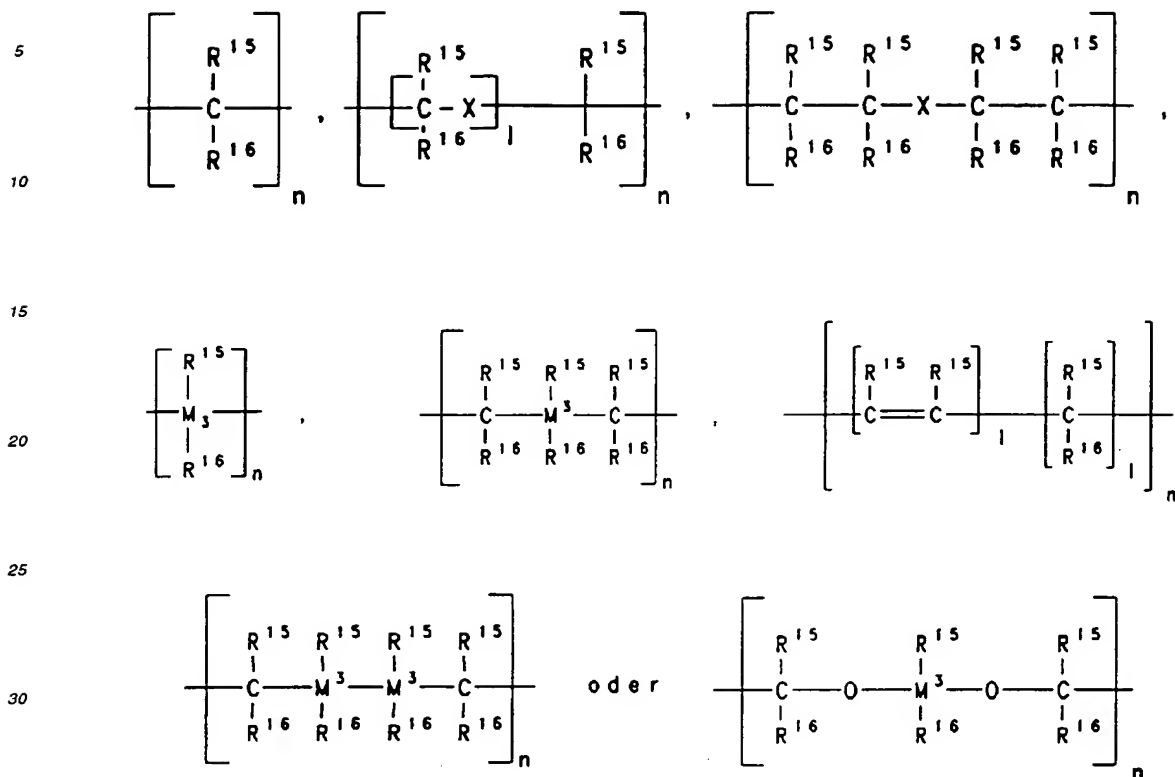 5
R15 R15 R15 R15 R15 R15 R15
C , C – X , C C X C C ,
R16 R16 l R16 R16 R16 R16 R16
10
n n n
15
R15 R15 R15 R15 R15 R15 R15
M3 , C M3 C , C = C C
20
R16 R16 R16 R16 l R16 l
n n n
25
R15 R15 R15 R15 R15 R15 R15
30
C M3 M3 C oder C O M3 O C
R16 R16 R16 R16 R16 R16 R16
n n